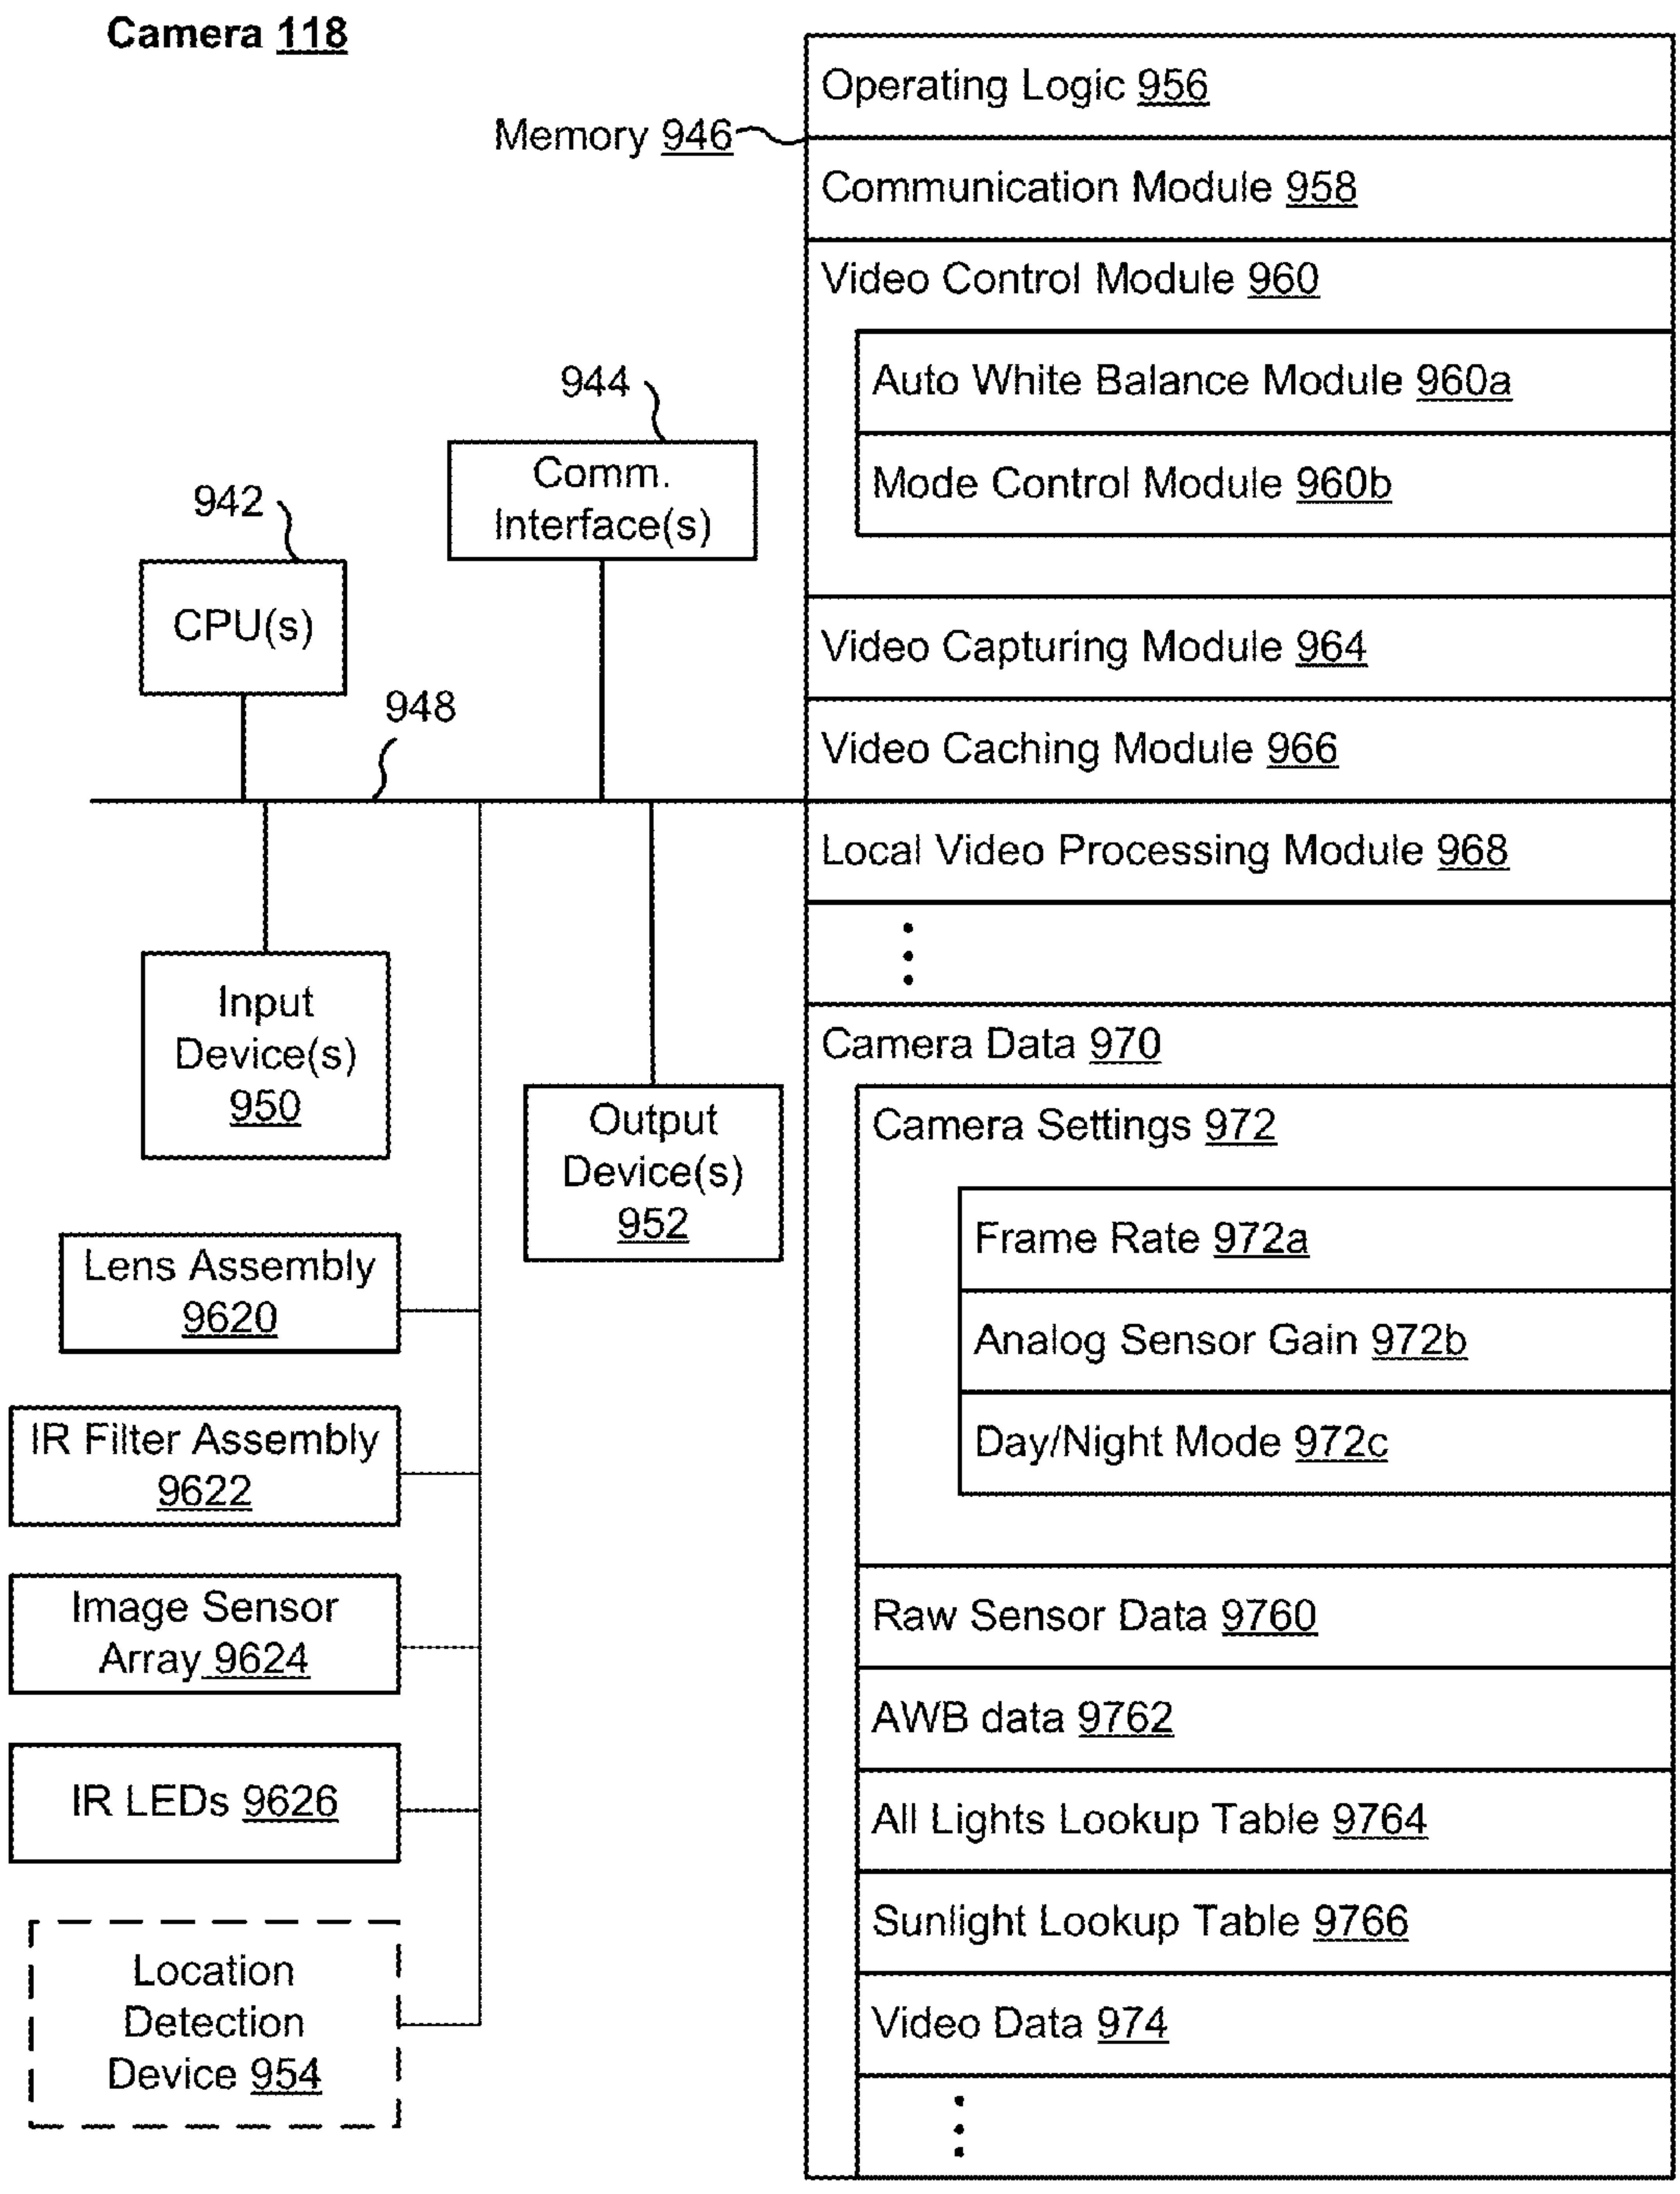 Camera 118
Memory 946
944
Comm.
Interface(s)
942
CPU(s)
948
Input
Device(s)
950
Output
Device(s)
952
Lens Assembly
9620
IR Filter Assembly
9622
Image Sensor
Array 9624
IR LEDs 9626
Location
Detection
Device 954
Operating Logic 956
Communication Module 958
Video Control Module 960
Auto White Balance Module 960a
Mode Control Module 960b
Video Capturing Module 964
Video Caching Module 966
Local Video Processing Module 968
Camera Data 970
Camera Settings 972
Frame Rate 972a
Analog Sensor Gain 972b
Day/Night Mode 972c
Raw Sensor Data 9760
AWB data 9762
All Lights Lookup Table 9764
Sunlight Lookup Table 9766
Video Data 974